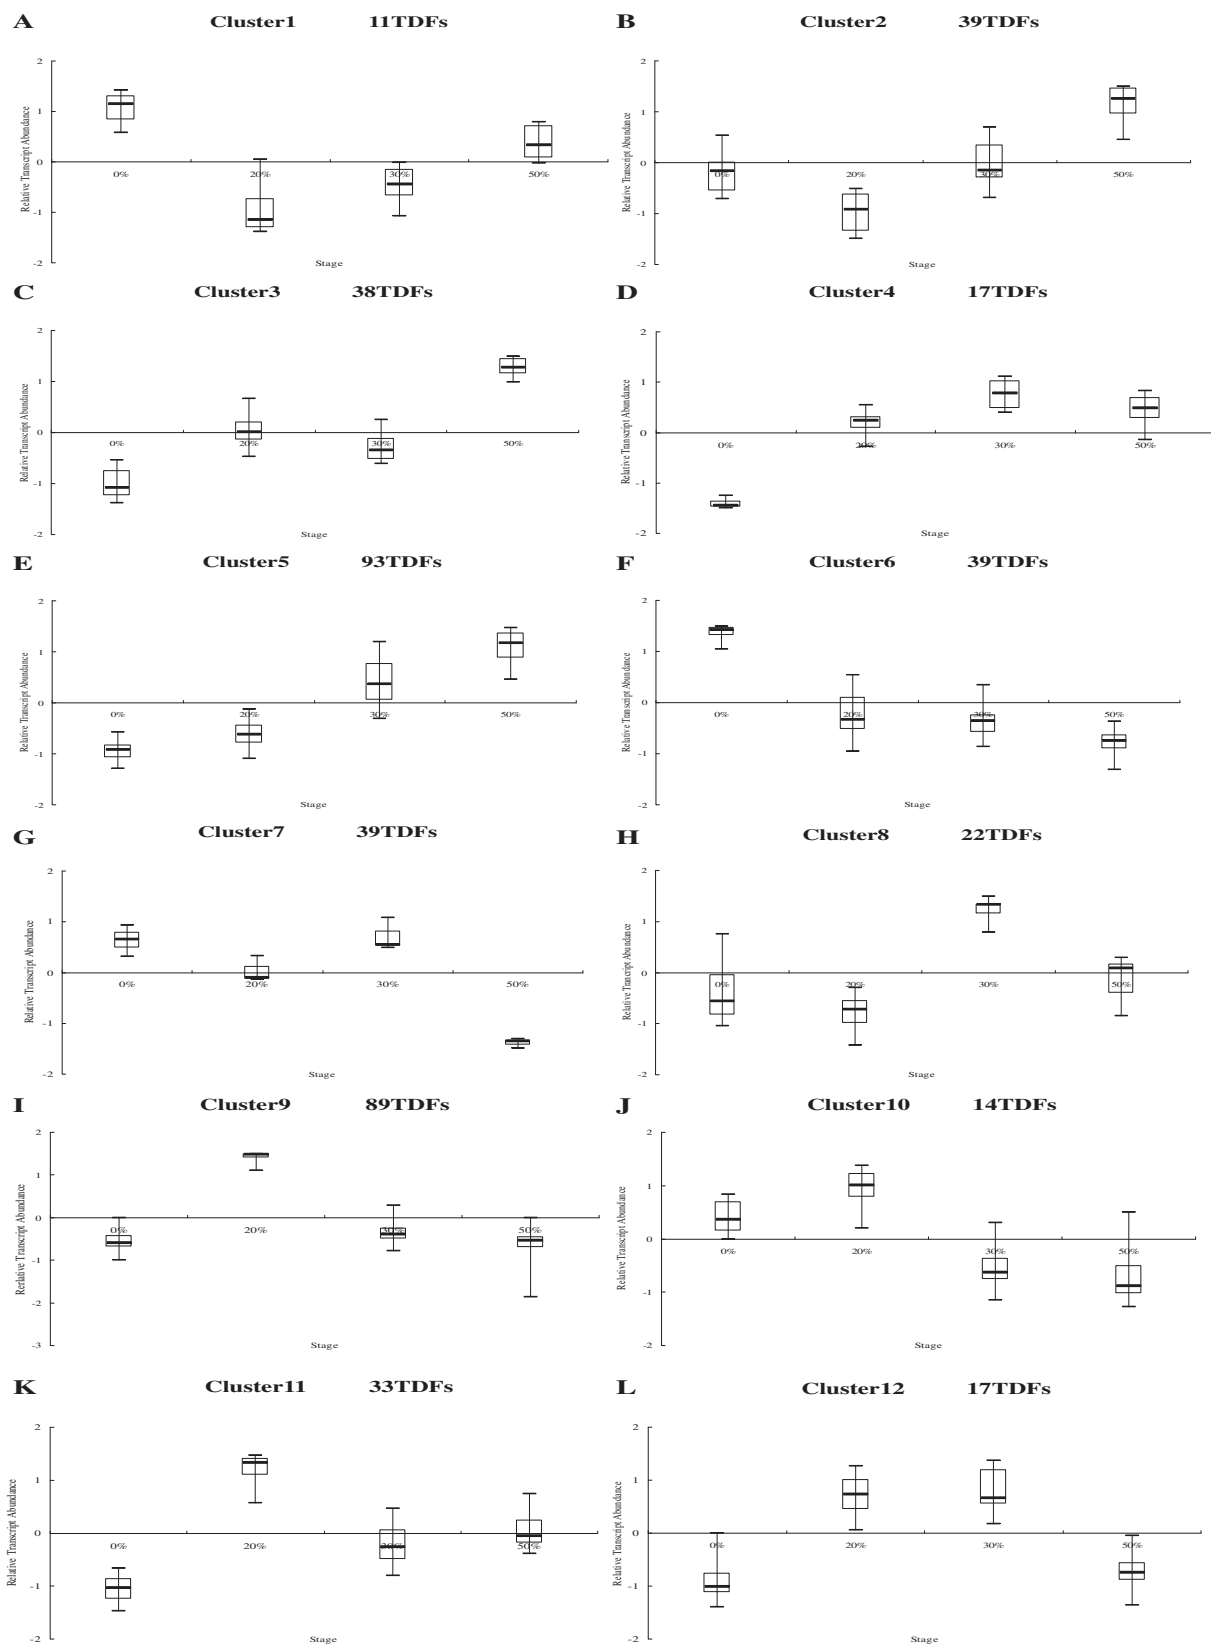 A Cluster1 11TDFs
Relative Transcript Abundance
2
1
0
-1
-2
0% 20% 30% 50%
Stage
B Cluster2 39TDFs
Relative Transcript Abundance
2
1
0
-1
-2
0% 20% 30% 50%
Stage
C Cluster3 38TDFs
Relative Transcript Abundance
2
1
0
-1
-2
0% 20% 30% 50%
Stage
D Cluster4 17TDFs
Relative Transcript Abundance
2
1
0
-1
-2
0% 20% 30% 50%
Stage
E Cluster5 93TDFs
Relative Transcript Abundance
2
1
0
-1
-2
0% 20% 30% 50%
Stage
F Cluster6 39TDFs
Relative Transcript Abundance
2
1
0
-1
-2
0% 20% 30% 50%
Stage
G Cluster7 39TDFs
Relative Transcript Abundance
2
1
0
-1
-2
0% 20% 30% 50%
Stage
H Cluster8 22TDFs
Relative Transcript Abundance
2
1
0
-1
-2
0% 20% 30% 50%
Stage
I Cluster9 89TDFs
Rerlative Transcript Abundance
2
1
0
-1
-2
-3
0% 20% 30% 50%
Stage
J Cluster10 14TDFs
Relative Transcript Abundance
2
1
0
-1
-2
0% 20% 30% 50%
Stage
K Cluster11 33TDFs
Relative Transcript Abundance
2
1
0
-1
-2
0% 20% 30% 50%
Stage
L Cluster12 17TDFs
Relative Transcript Abundance
2
1
0
-1
-2
0% 20% 30% 50%
Stage